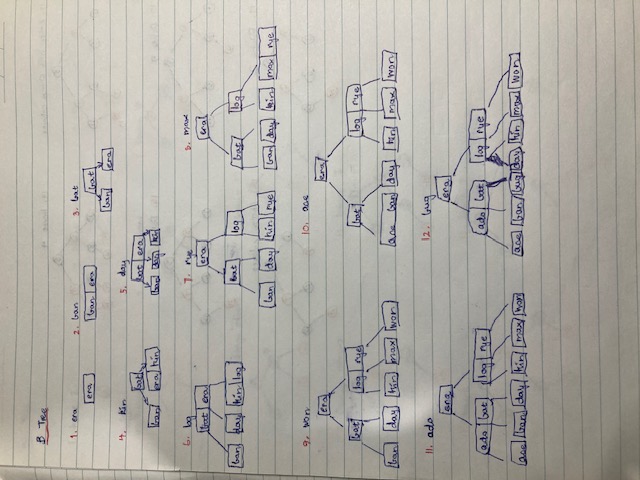 B Tree
1. era 2. ban 3. bat
era ban era bat
ban era
4. kin 5. day
bat bat era
ban era kin ban day kin
6. log 7. rye 8. max
bat era era era
bat log bat log
ban day kin log
ban day kin rye ban day kin max rye
9. won 10. ace
era era
bat log rye bat log rye
ban day kin max won ace ban day kin max won
11. ado 12. bug
era era
ado bat log rye ado bat log rye
ace ban day kin max won ace ban bug day kin max won